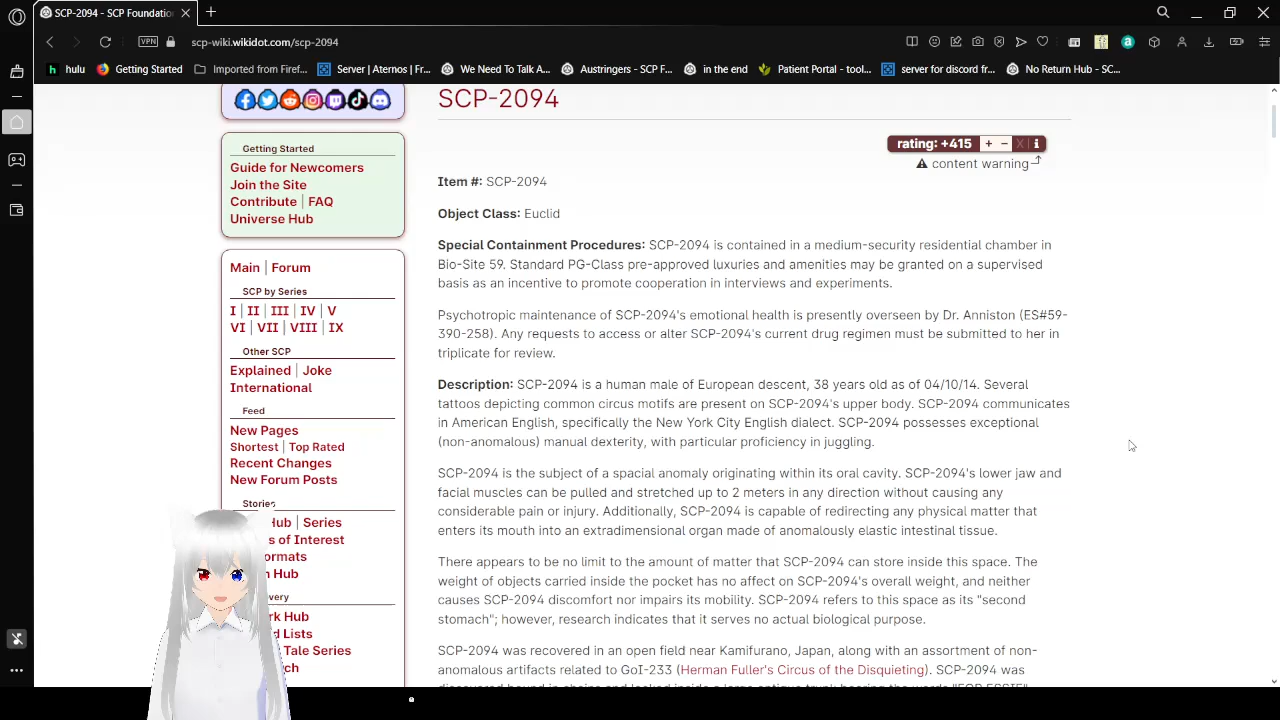 SCP-2094 - SCP Foundatio
VPN
scp-wiki.wikidot.com/scp-2094
hulu
Getting Started
Imported from Firef...
Server | Aternos | Fr...
We Need To Talk A...
Austringers - SCP F...
in the end
Patient Portal - tool...
server for discord fr...
No Return Hub - SC...
Getting Started
Guide for Newcomers
Join the Site
Contribute | FAQ
Universe Hub
Main | Forum
SCP by Series
I | II | III | IV | V
VI | VII | VIII | IX
Other SCP
Explained | Joke
International
Feed
New Pages
Shortest | Top Rated
Recent Changes
New Forum Posts
Stories
Hub | Series
s of Interest
ormats
n Hub
very
rk Hub
d Lists
Tale Series
ch
SCP-2094
rating: +415 + − X i
content warning
Item #: SCP-2094
Object Class: Euclid
Special Containment Procedures: SCP-2094 is contained in a medium-security residential chamber in
Bio-Site 59. Standard PG-Class pre-approved luxuries and amenities may be granted on a supervised
basis as an incentive to promote cooperation in interviews and experiments.
Psychotropic maintenance of SCP-2094's emotional health is presently overseen by Dr. Anniston (ES#59-
390-258). Any requests to access or alter SCP-2094's current drug regimen must be submitted to her in
triplicate for review.
Description: SCP-2094 is a human male of European descent, 38 years old as of 04/10/14. Several
tattoos depicting common circus motifs are present on SCP-2094's upper body. SCP-2094 communicates
in American English, specifically the New York City English dialect. SCP-2094 possesses exceptional
(non-anomalous) manual dexterity, with particular proficiency in juggling.
SCP-2094 is the subject of a spacial anomaly originating within its oral cavity. SCP-2094's lower jaw and
facial muscles can be pulled and stretched up to 2 meters in any direction without causing any
considerable pain or injury. Additionally, SCP-2094 is capable of redirecting any physical matter that
enters its mouth into an extradimensional organ made of anomalously elastic intestinal tissue.
There appears to be no limit to the amount of matter that SCP-2094 can store inside this space. The
weight of objects carried inside the pocket has no affect on SCP-2094's overall weight, and neither
causes SCP-2094 discomfort nor impairs its mobility. SCP-2094 refers to this space as its "second
stomach"; however, research indicates that it serves no actual biological purpose.
SCP-2094 was recovered in an open field near Kamifurano, Japan, along with an assortment of non-
anomalous artifacts related to GoI-233 (Herman Fuller's Circus of the Disquieting). SCP-2094 was
discovered bound in chains and locked inside a large antique trunk bearing the words "FOR ESSIE"